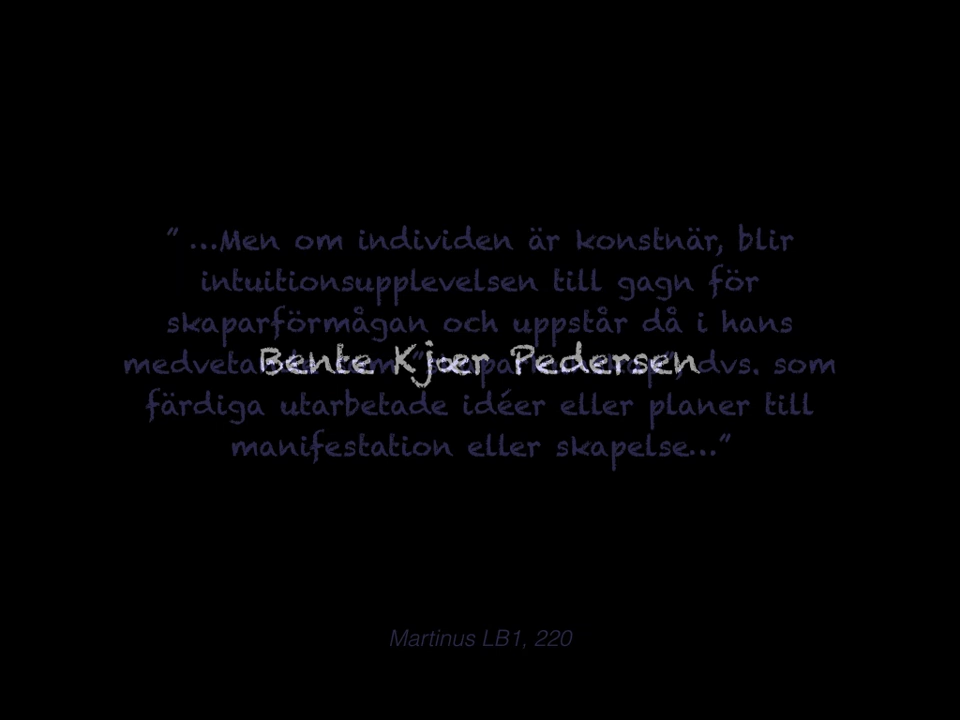 ” …Men om individen är konstnär, blir
intuitionsupplevelsen till gagn för
skaparförmågan och uppstår då i hans
dvs. som
Bente Kjær Pedersen
färdiga utarbetade idéer eller planer till
manifestation eller skapelse…”
Martinus LB1, 220